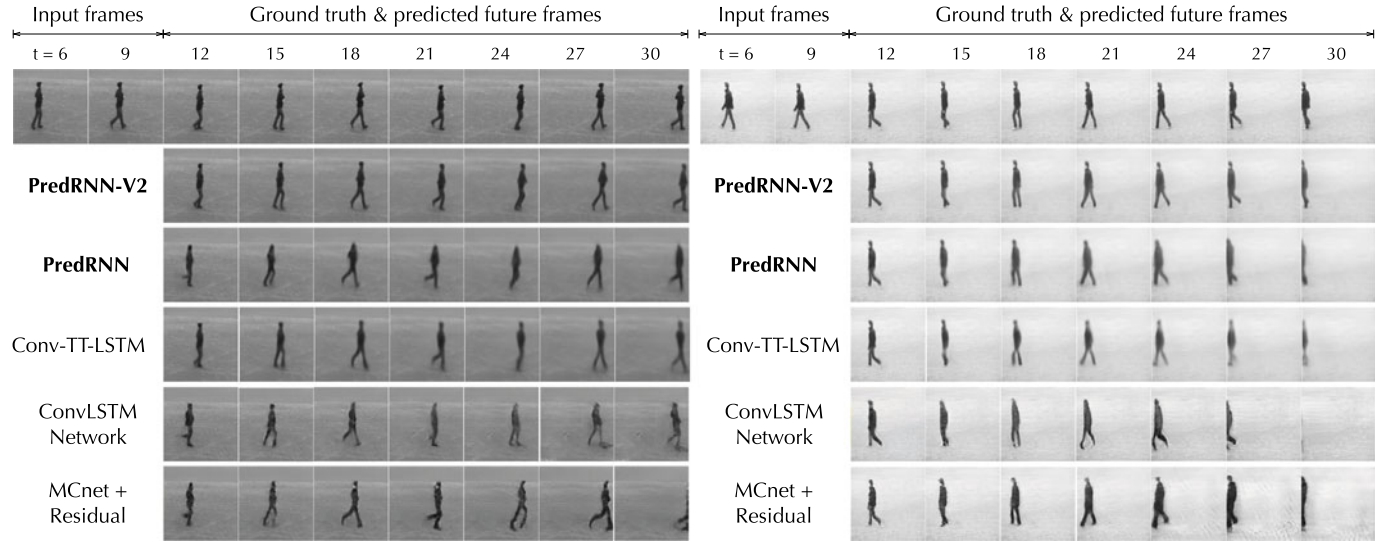 Input frames Ground truth & predicted future frames Input frames Ground truth & predicted future frames
t = 6 9 12 15 18 21 24 27 30 t = 6 9 12 15 18 21 24 27 30
PredRNN-V2 PredRNN-V2
PredRNN PredRNN
Conv-TT-LSTM Conv-TT-LSTM
ConvLSTM ConvLSTM
Network Network
MCnet + MCnet +
Residual Residual